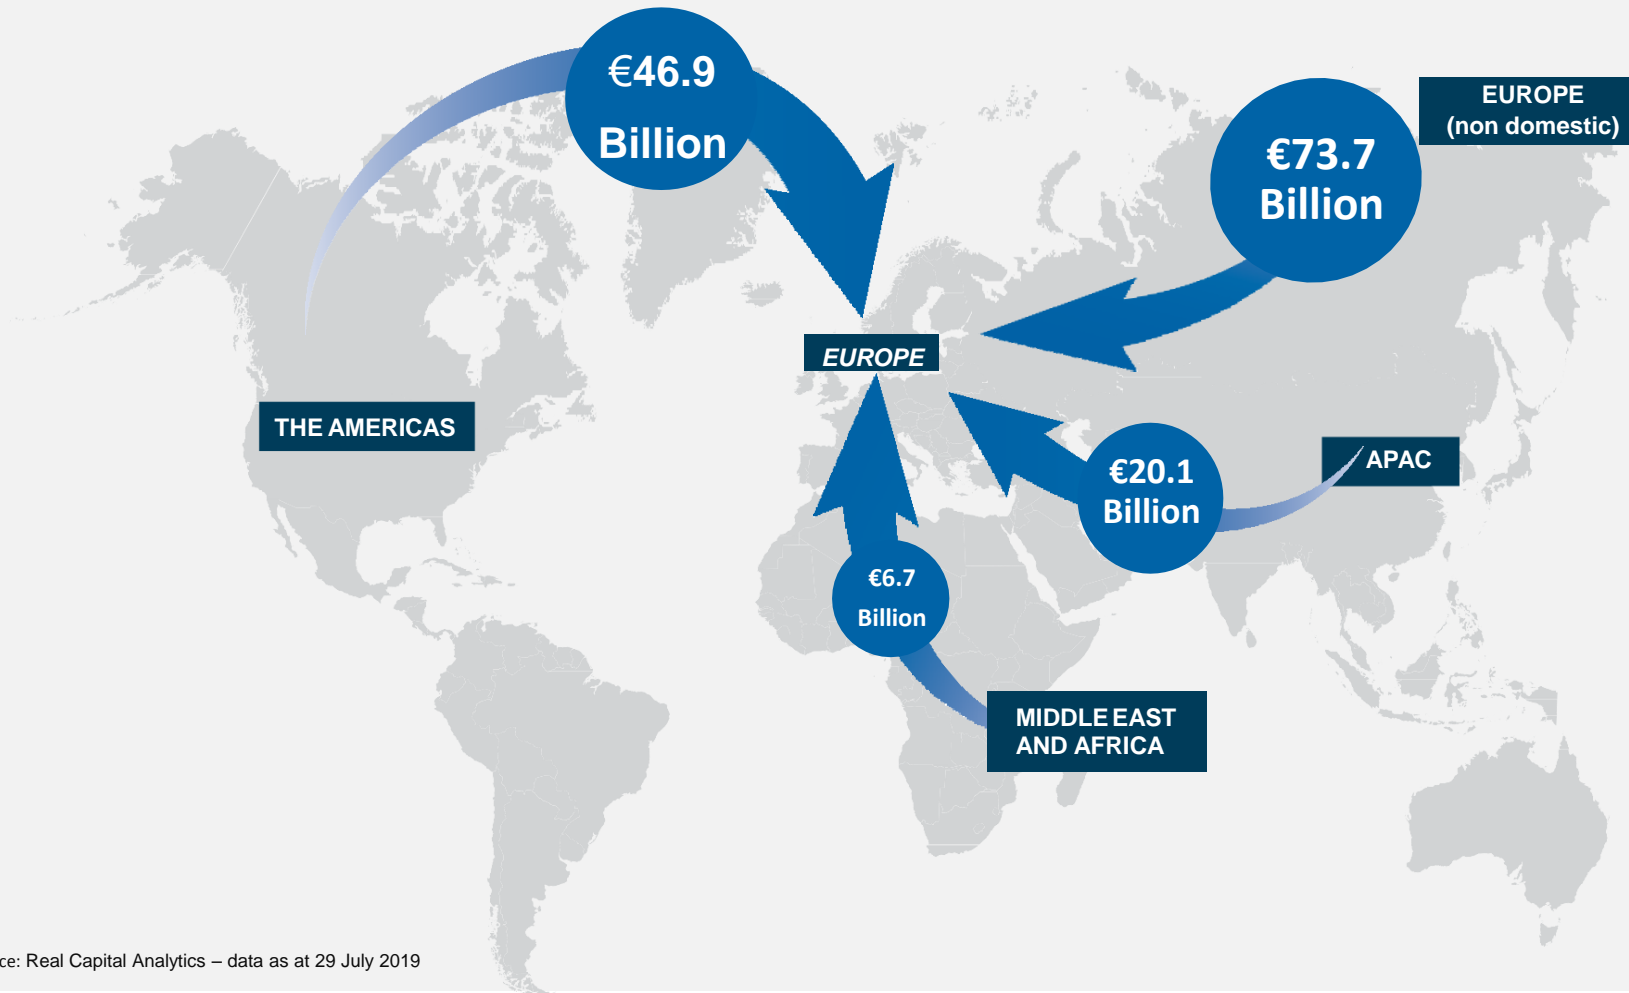 €46.9
Billion
EUROPE
(non domestic)
€73.7
Billion
EUROPE
THE AMERICAS
APAC
€20.1
Billion
€6.7
Billion
MIDDLE EAST
AND AFRICA
ce: Real Capital Analytics – data as at 29 July 2019